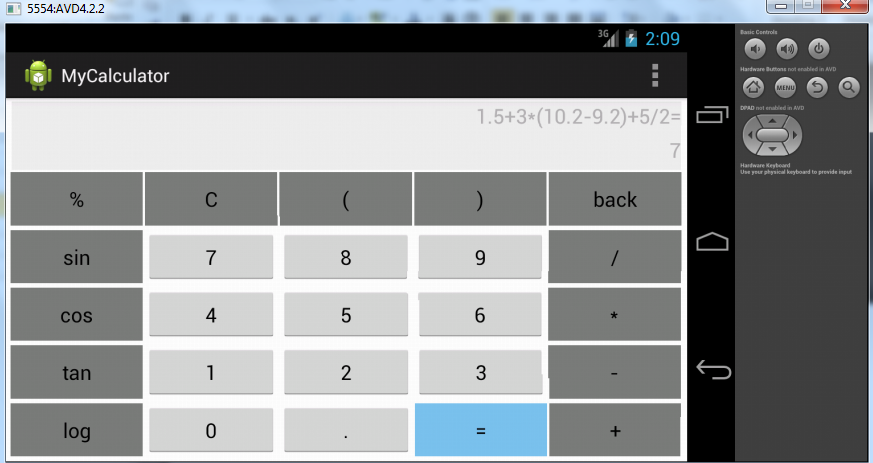 5554:AVD4.2.2
3G 2:09
MyCalculator
1.5+3*(10.2-9.2)+5/2=
7
% C ( ) back
sin 7 8 9 /
cos 4 5 6 *
tan 1 2 3 -
log 0 . = +
Basic Controls
Hardware Buttons not enabled in AVD
MENU
DPAD not enabled in AVD
Hardware Keyboard
Use your physical keyboard to provide input